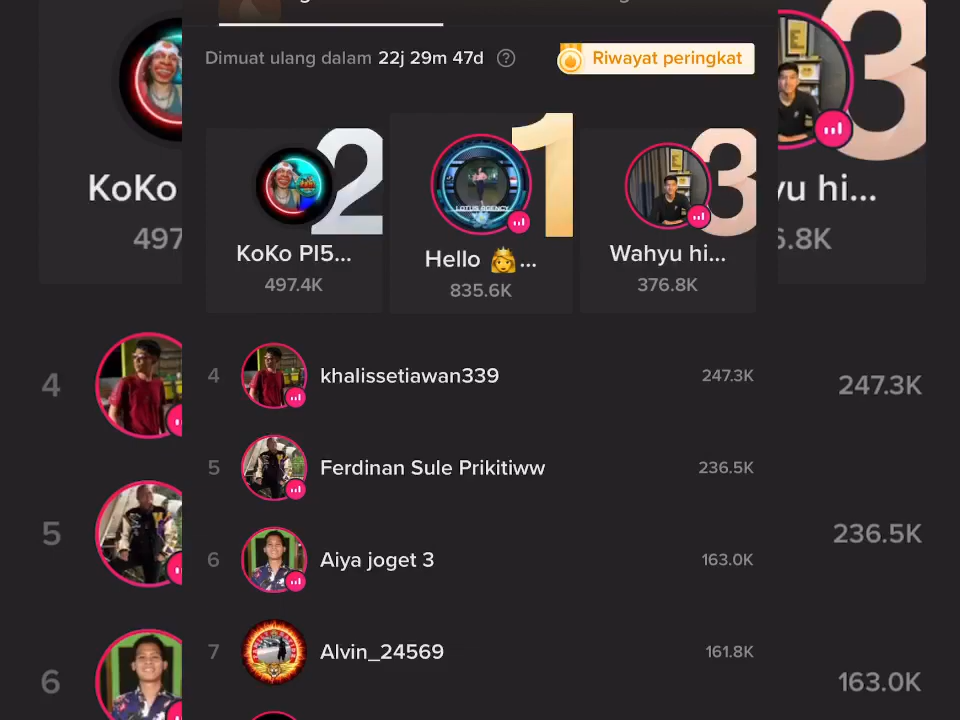 Dimuat ulang dalam 22j 29m 47d ?
Riwayat peringkat
2
1
3
LOTUS AGENCY
KoKo PI5...
Hello 👸...
Wahyu hi...
497.4K
835.6K
376.8K
4 khalissetiawan339 247.3K
5 Ferdinan Sule Prikitiww 236.5K
6 Aiya joget 3 163.0K
7 Alvin_24569 161.8K
KoKo
497
4
5
6
3
yu hi...
6.8K
247.3K
236.5K
163.0K